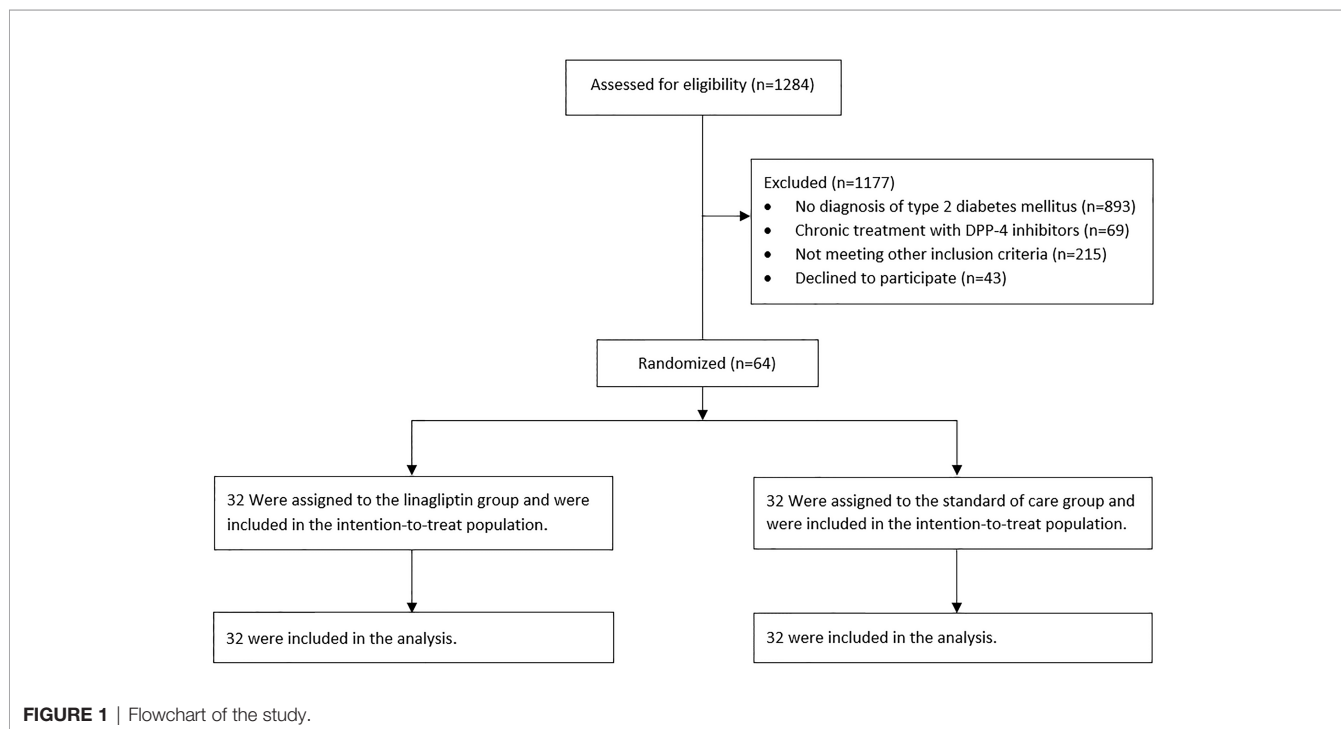 Assessed for eligibility (n=1284)
Excluded (n=1177)
• No diagnosis of type 2 diabetes mellitus (n=893)
• Chronic treatment with DPP-4 inhibitors (n=69)
• Not meeting other inclusion criteria (n=215)
• Declined to participate (n=43)
Randomized (n=64)
32 Were assigned to the linagliptin group and were
included in the intention-to-treat population.
32 Were assigned to the standard of care group and
were included in the intention-to-treat population.
32 were included in the analysis.
32 were included in the analysis.
FIGURE 1 | Flowchart of the study.